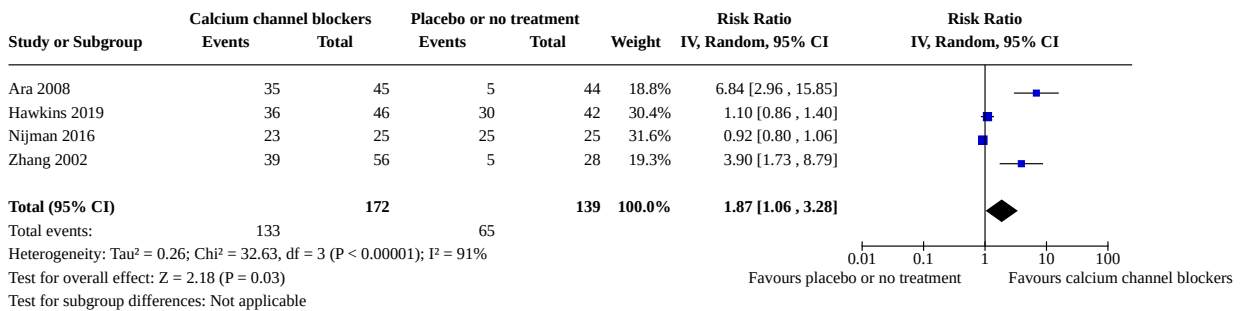 Calcium channel blockers Placebo or no treatment Risk Ratio Risk Ratio
Study or Subgroup Events Total Events Total Weight IV, Random, 95% CI IV, Random, 95% CI
Ara 2008 35 45 5 44 18.8% 6.84 [2.96 , 15.85]
Hawkins 2019 36 46 30 42 30.4% 1.10 [0.86 , 1.40]
Nijman 2016 23 25 25 25 31.6% 0.92 [0.80 , 1.06]
Zhang 2002 39 56 5 28 19.3% 3.90 [1.73 , 8.79]
Total (95% CI) 172 139 100.0% 1.87 [1.06 , 3.28]
Total events: 133 65
Heterogeneity: Tau² = 0.26; Chi² = 32.63, df = 3 (P < 0.00001); I² = 91%
0.01 0.1 1 10 100
Test for overall effect: Z = 2.18 (P = 0.03) Favours placebo or no treatment Favours calcium channel blockers
Test for subgroup differences: Not applicable